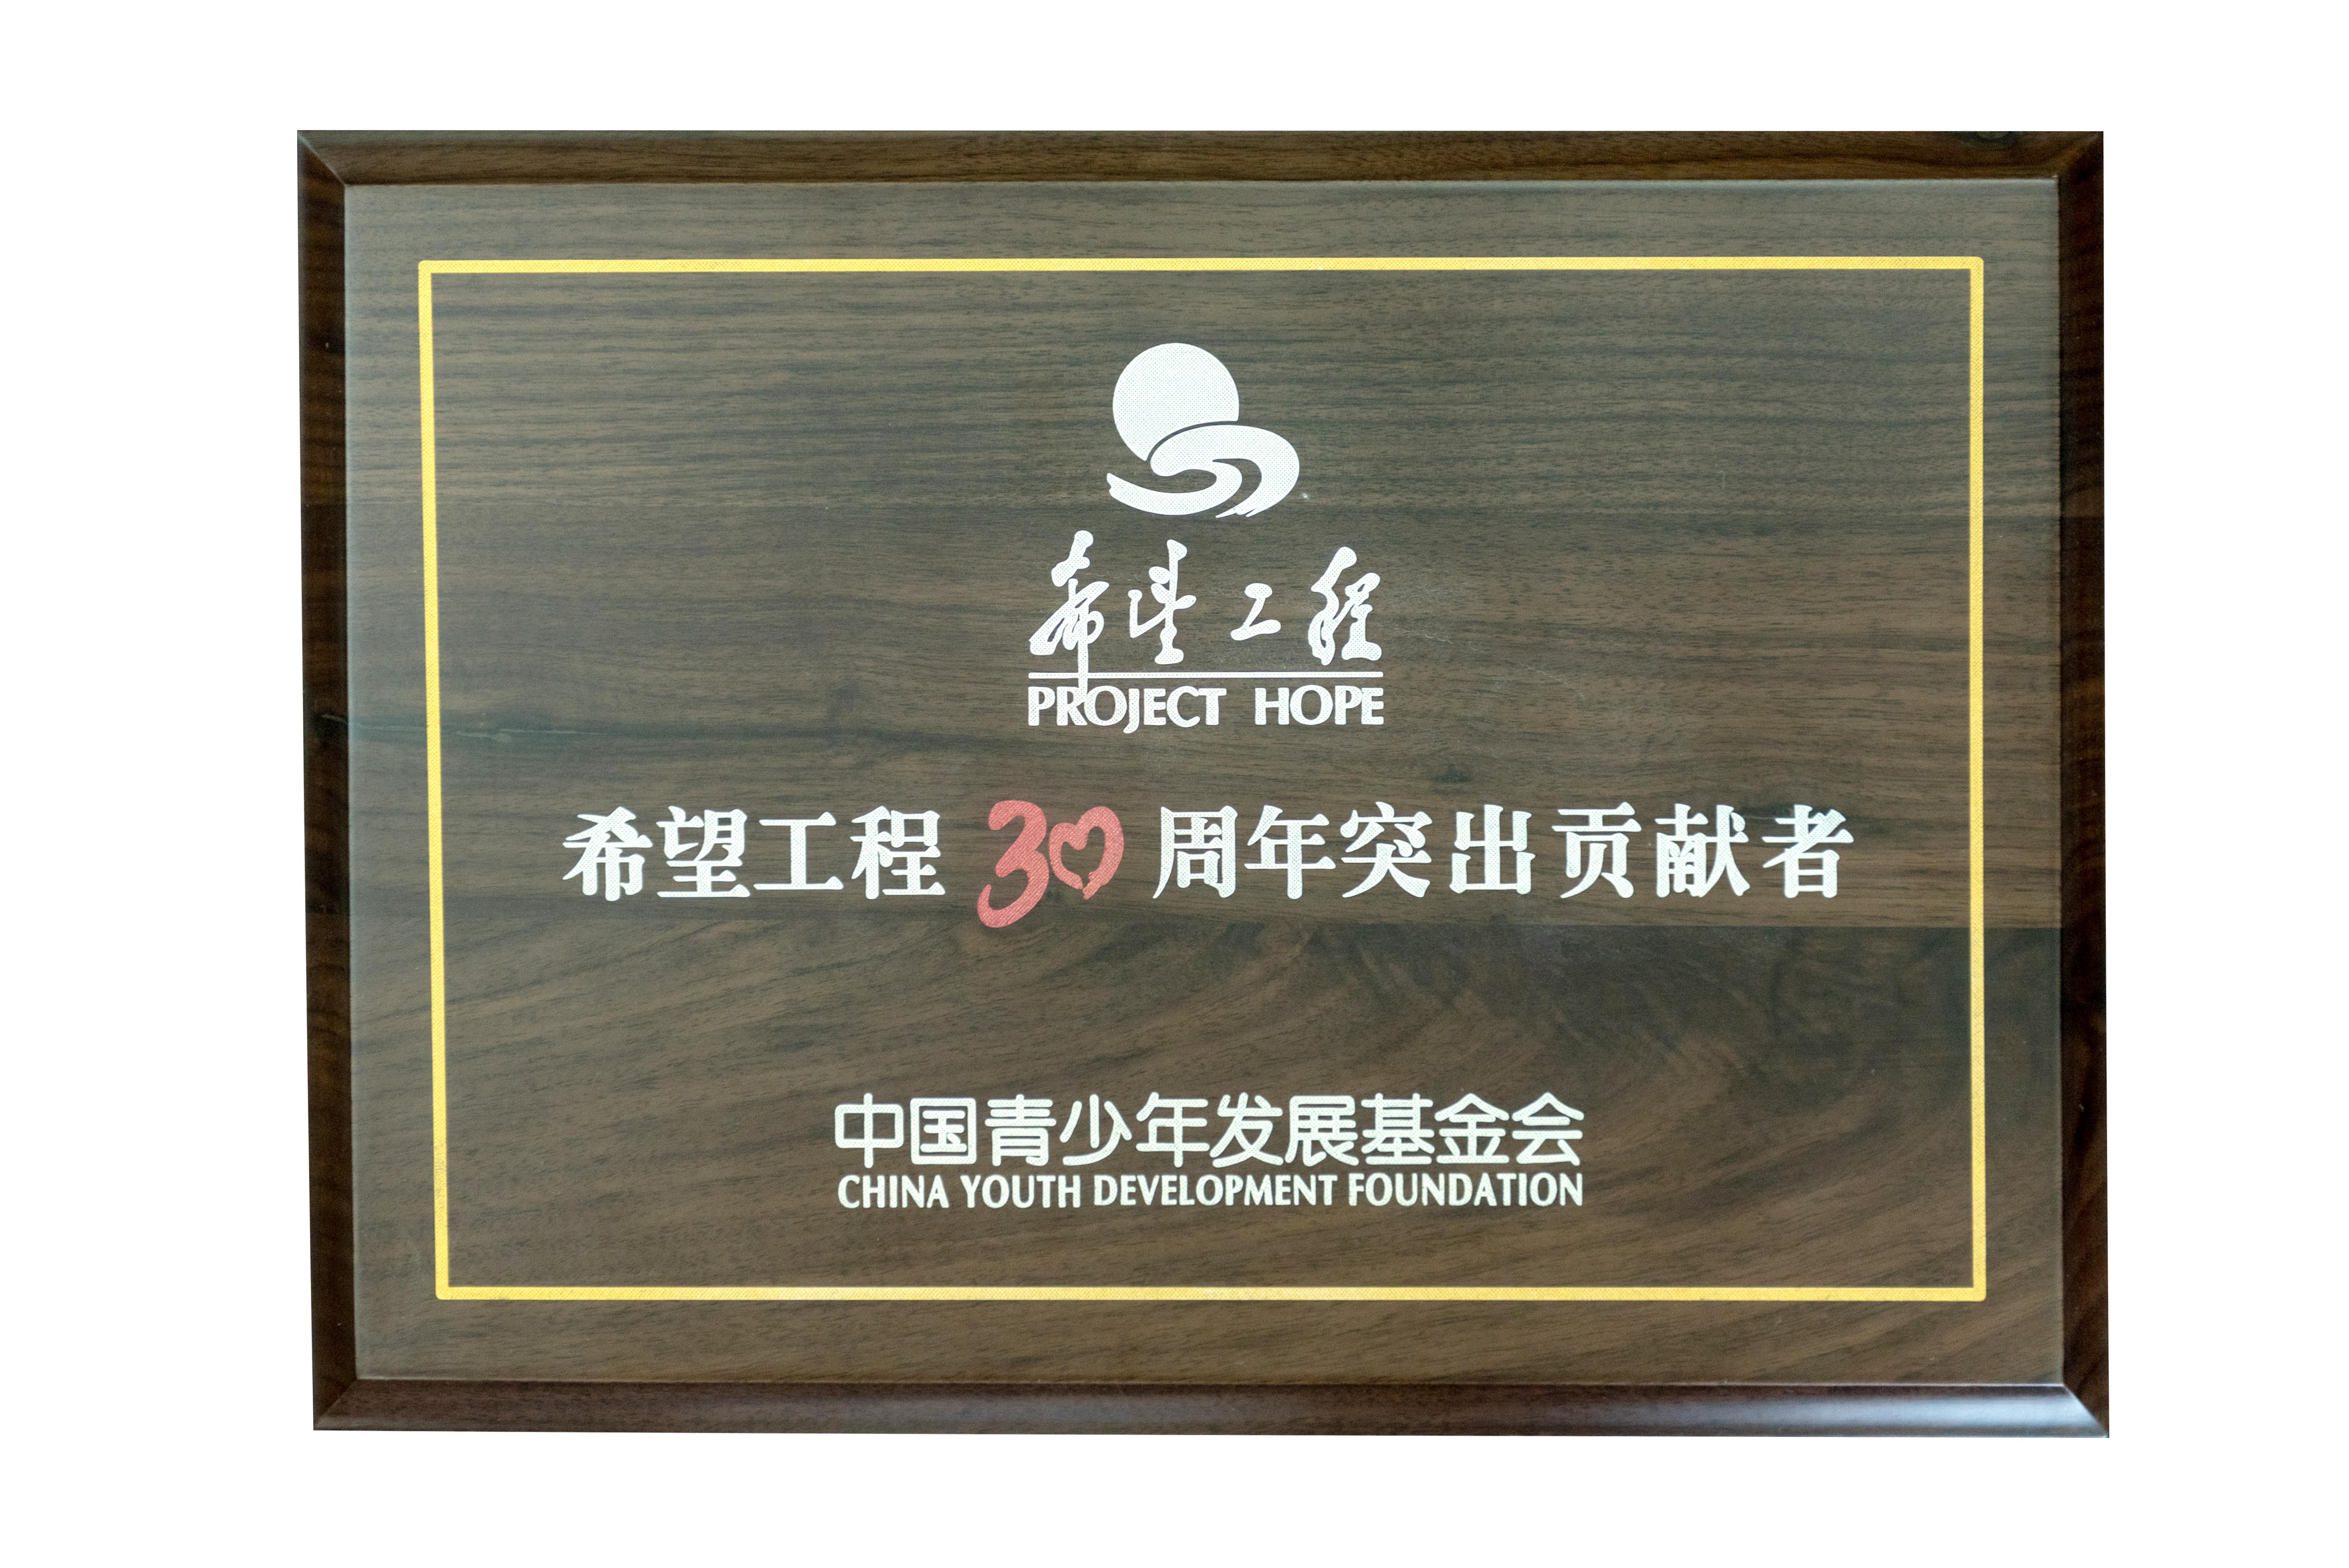 希望工程
PROJECT HOPE
希望工程30周年突出贡献者
中国青少年发展基金会
CHINA YOUTH DEVELOPMENT FOUNDATION